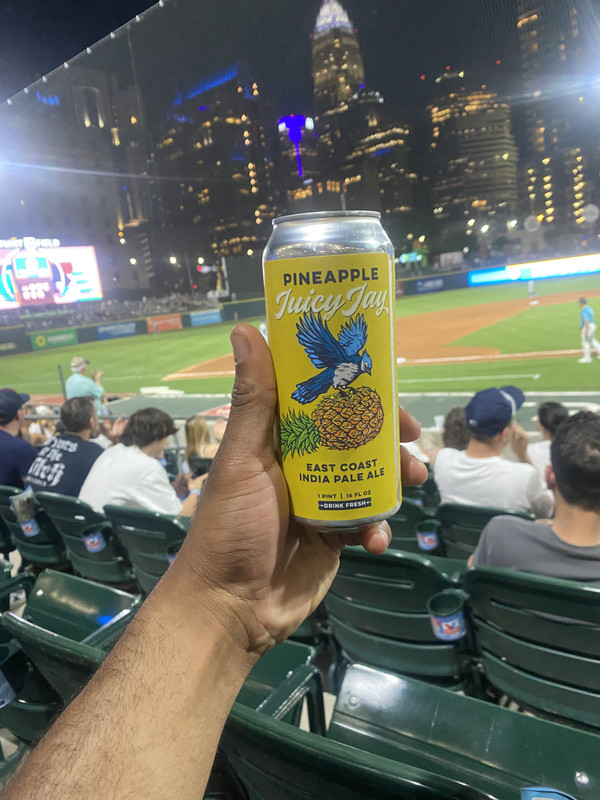 PINEAPPLE
Juicy Jay
EAST COAST
INDIA PALE ALE
1 PINT | 16 FL OZ
DRINK FRESH